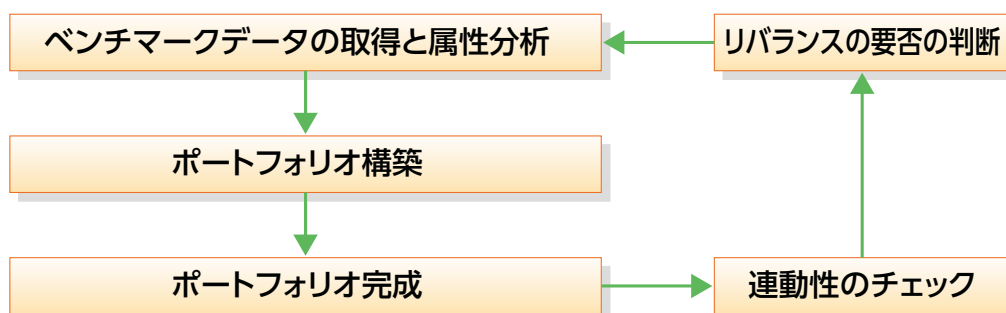 ベンチマークデータの取得と属性分析
リバランスの要否の判断
ポートフォリオ構築
ポートフォリオ完成
連動性のチェック